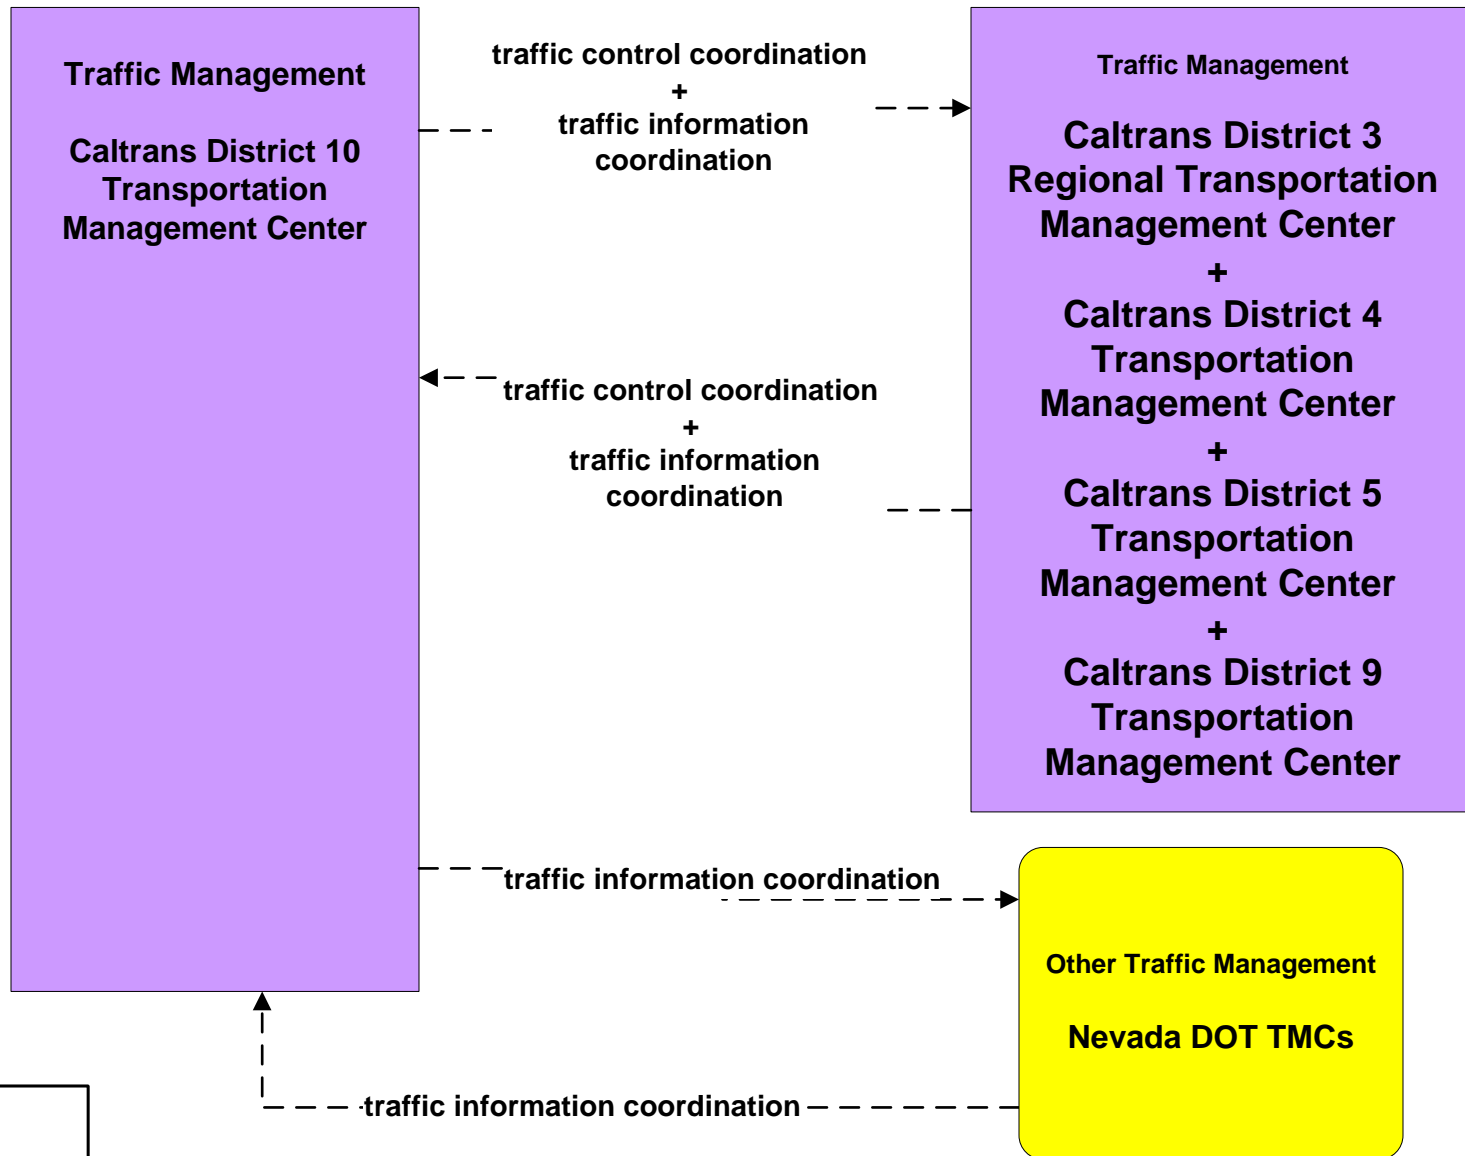 Traffic Management
Caltrans District 10
Transportation
Management Center
traffic control coordination
+
traffic information
coordination
Traffic Management
Caltrans District 3
Regional Transportation
Management Center
+
Caltrans District 4
Transportation
Management Center
+
Caltrans District 5
Transportation
Management Center
+
Caltrans District 9
Transportation
Management Center
traffic control coordination
+
traffic information
coordination
traffic information coordination
Other Traffic Management
Nevada DOT TMCs
traffic information coordination